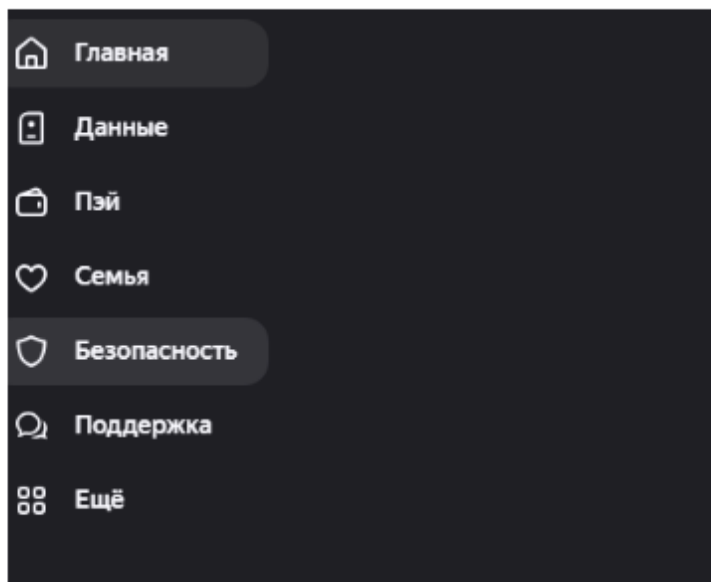 Главная
Данные
Пэй
Семья
Безопасность
Поддержка
Ещё